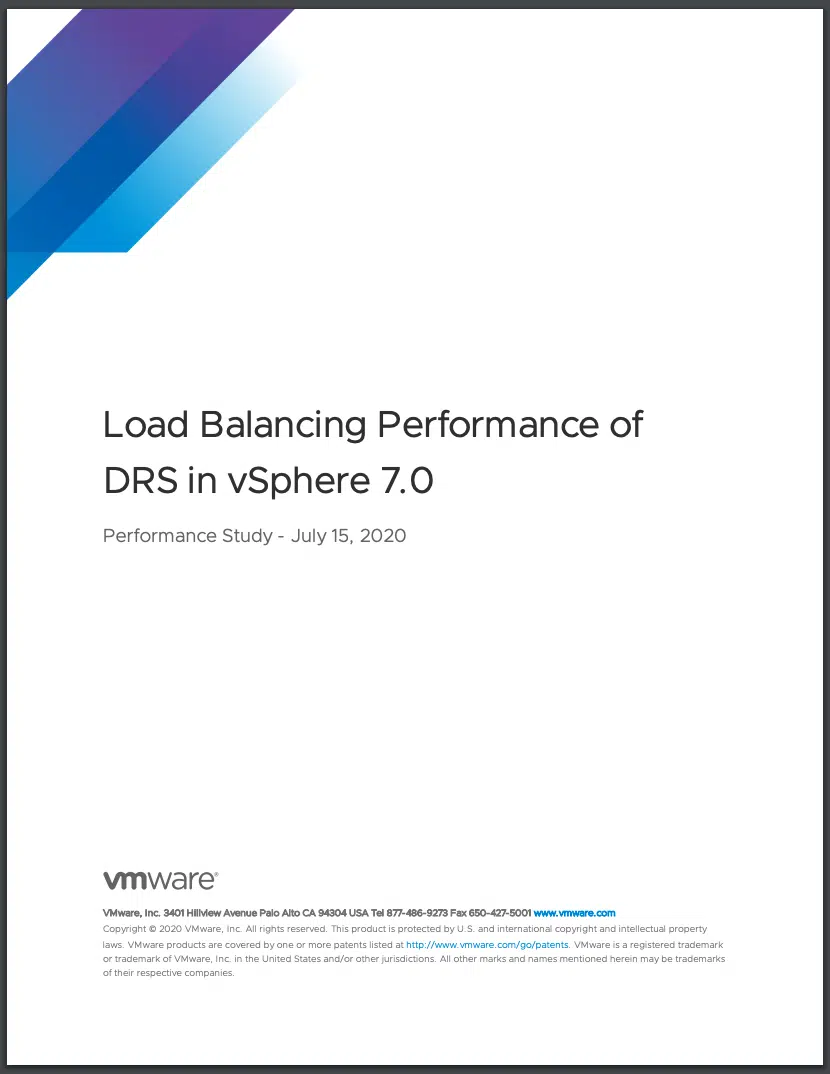 Load Balancing Performance of
DRS in vSphere 7.0
Performance Study - July 15, 2020
vmware®
VMware, Inc. 3401 Hillview Avenue Palo Alto CA 94304 USA Tel 877-486-9273 Fax 650-427-5001 www.vmware.com
Copyright © 2020 VMware, Inc. All rights reserved. This product is protected by U.S. and international copyright and intellectual property
laws. VMware products are covered by one or more patents listed at http://www.vmware.com/go/patents. VMware is a registered trademark
or trademark of VMware, Inc. in the United States and/or other jurisdictions. All other marks and names mentioned herein may be trademarks
of their respective companies.